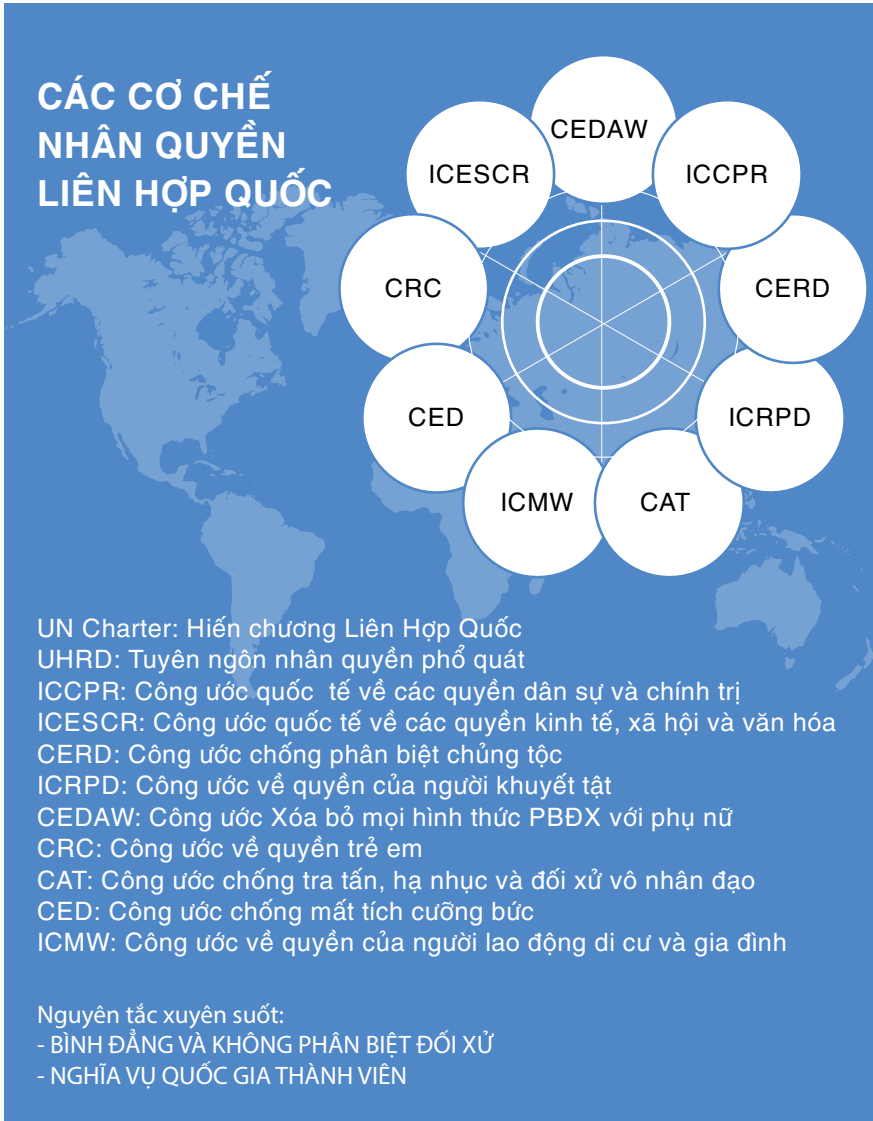 CÁC CƠ CHẾ
NHÂN QUYỀN
LIÊN HỢP QUỐC
CEDAW
ICESCR
ICCPR
CRC
CERD
CED
ICRPD
ICMW
CAT
UN Charter: Hiến chương Liên Hợp Quốc
UHRD: Tuyên ngôn nhân quyền phổ quát
ICCPR: Công ước quốc  tế về các quyền dân sự và chính trị
ICESCR: Công ước quốc tế về các quyền kinh tế, xã hội và văn hóa
CERD: Công ước chống phân biệt chủng tộc
ICRPD: Công ước về quyền của người khuyết tật
CEDAW: Công ước Xóa bỏ mọi hình thức PBĐX với phụ nữ
CRC: Công ước về quyền trẻ em
CAT: Công ước chống tra tấn, hạ nhục và đối xử vô nhân đạo
CED: Công ước chống mất tích cưỡng bức
ICMW: Công ước về quyền của người lao động di cư và gia đình
Nguyên tắc xuyên suốt:
- BÌNH ĐẲNG VÀ KHÔNG PHÂN BIỆT ĐỐI XỬ
- NGHĨA VỤ QUỐC GIA THÀNH VIÊN